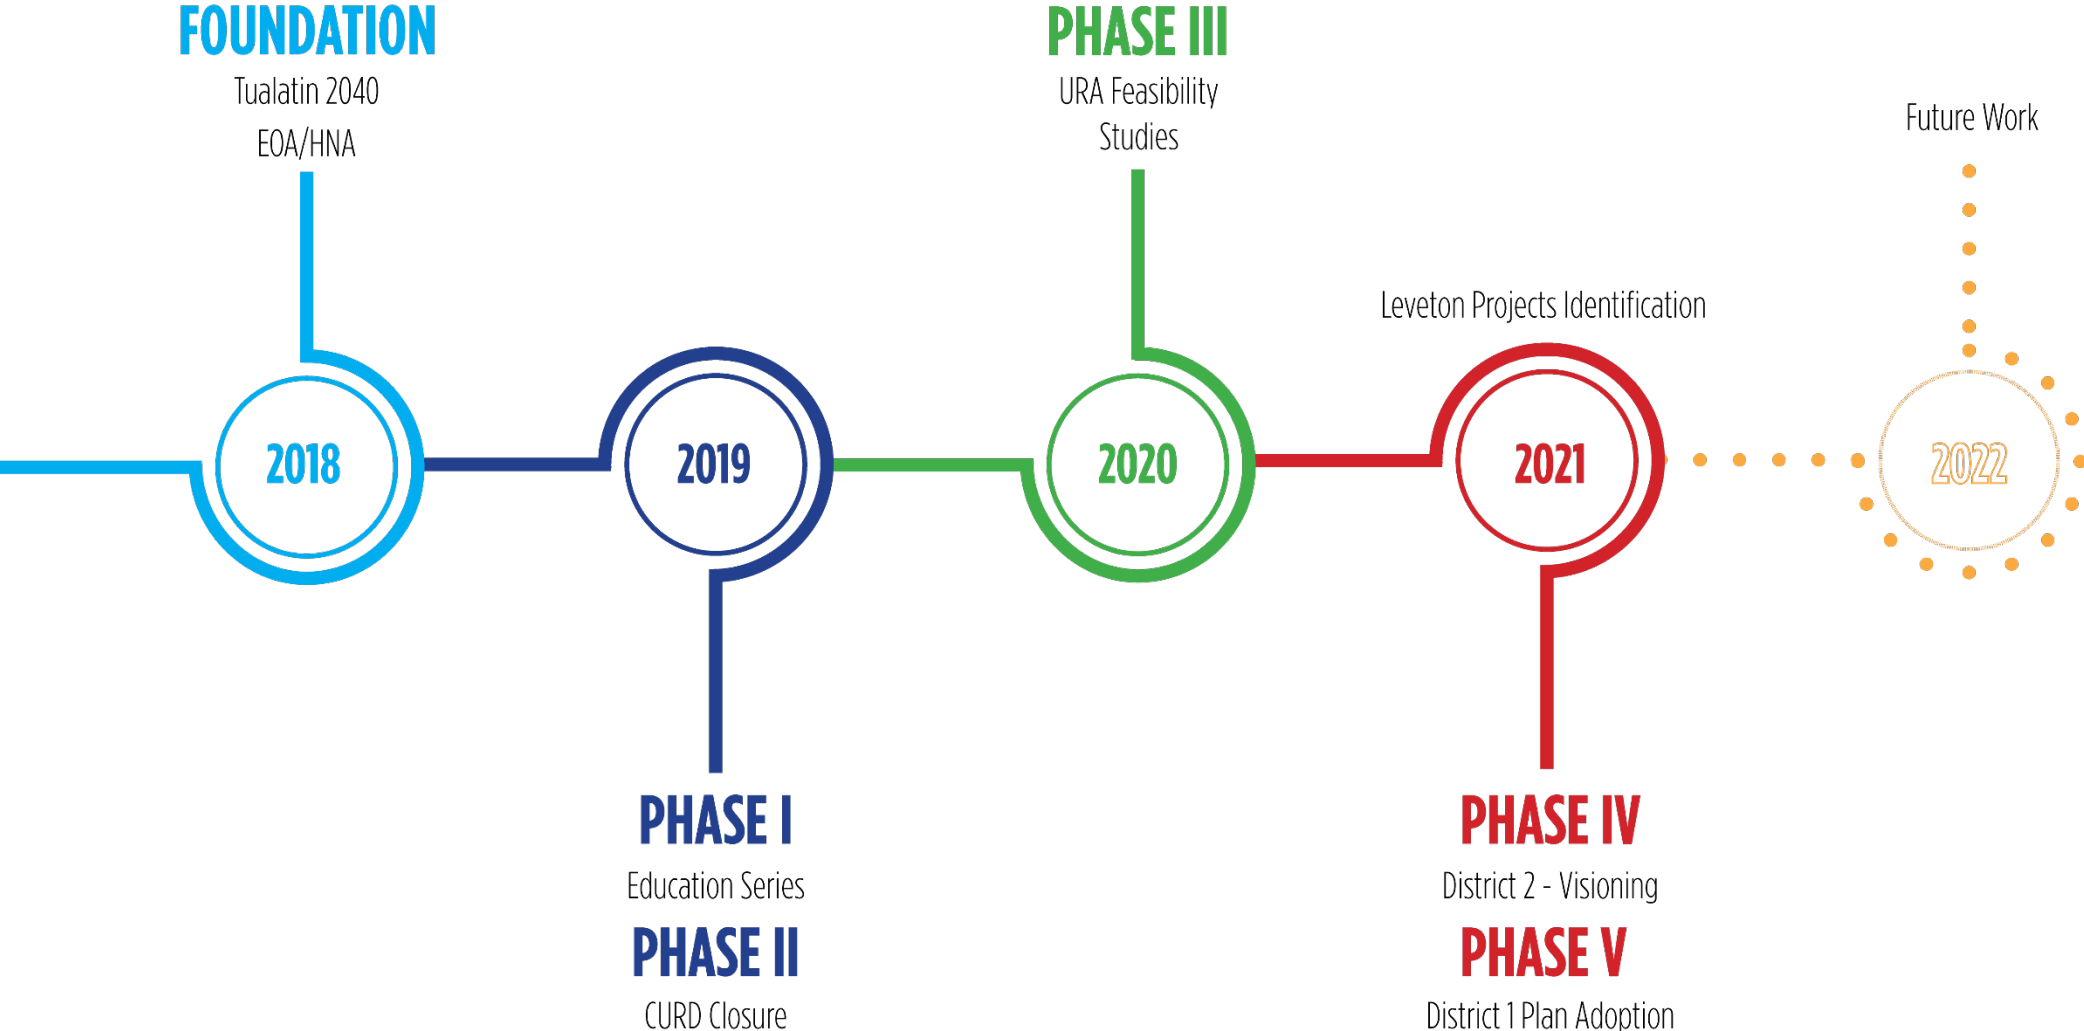 FOUNDATION
Tualatin 2040
EOA/HNA
2018
2019
PHASE I
Education Series
PHASE II
CURD Closure
PHASE III
URA Feasibility
Studies
2020
Leveton Projects Identification
2021
PHASE IV
District 2 - Visioning
PHASE V
District 1 Plan Adoption
Future Work
2022